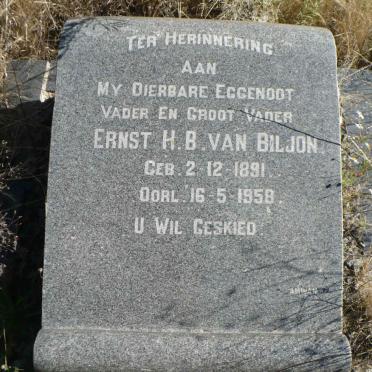 TER HERINNERING
AAN
MY DIERBARE EGGENOOT
VADER EN GROOT VADER
ERNST H.B. VAN BILJON
GEB. 2-12-1891.
OORL. 16-5-1958.
U WIL GESKIED.